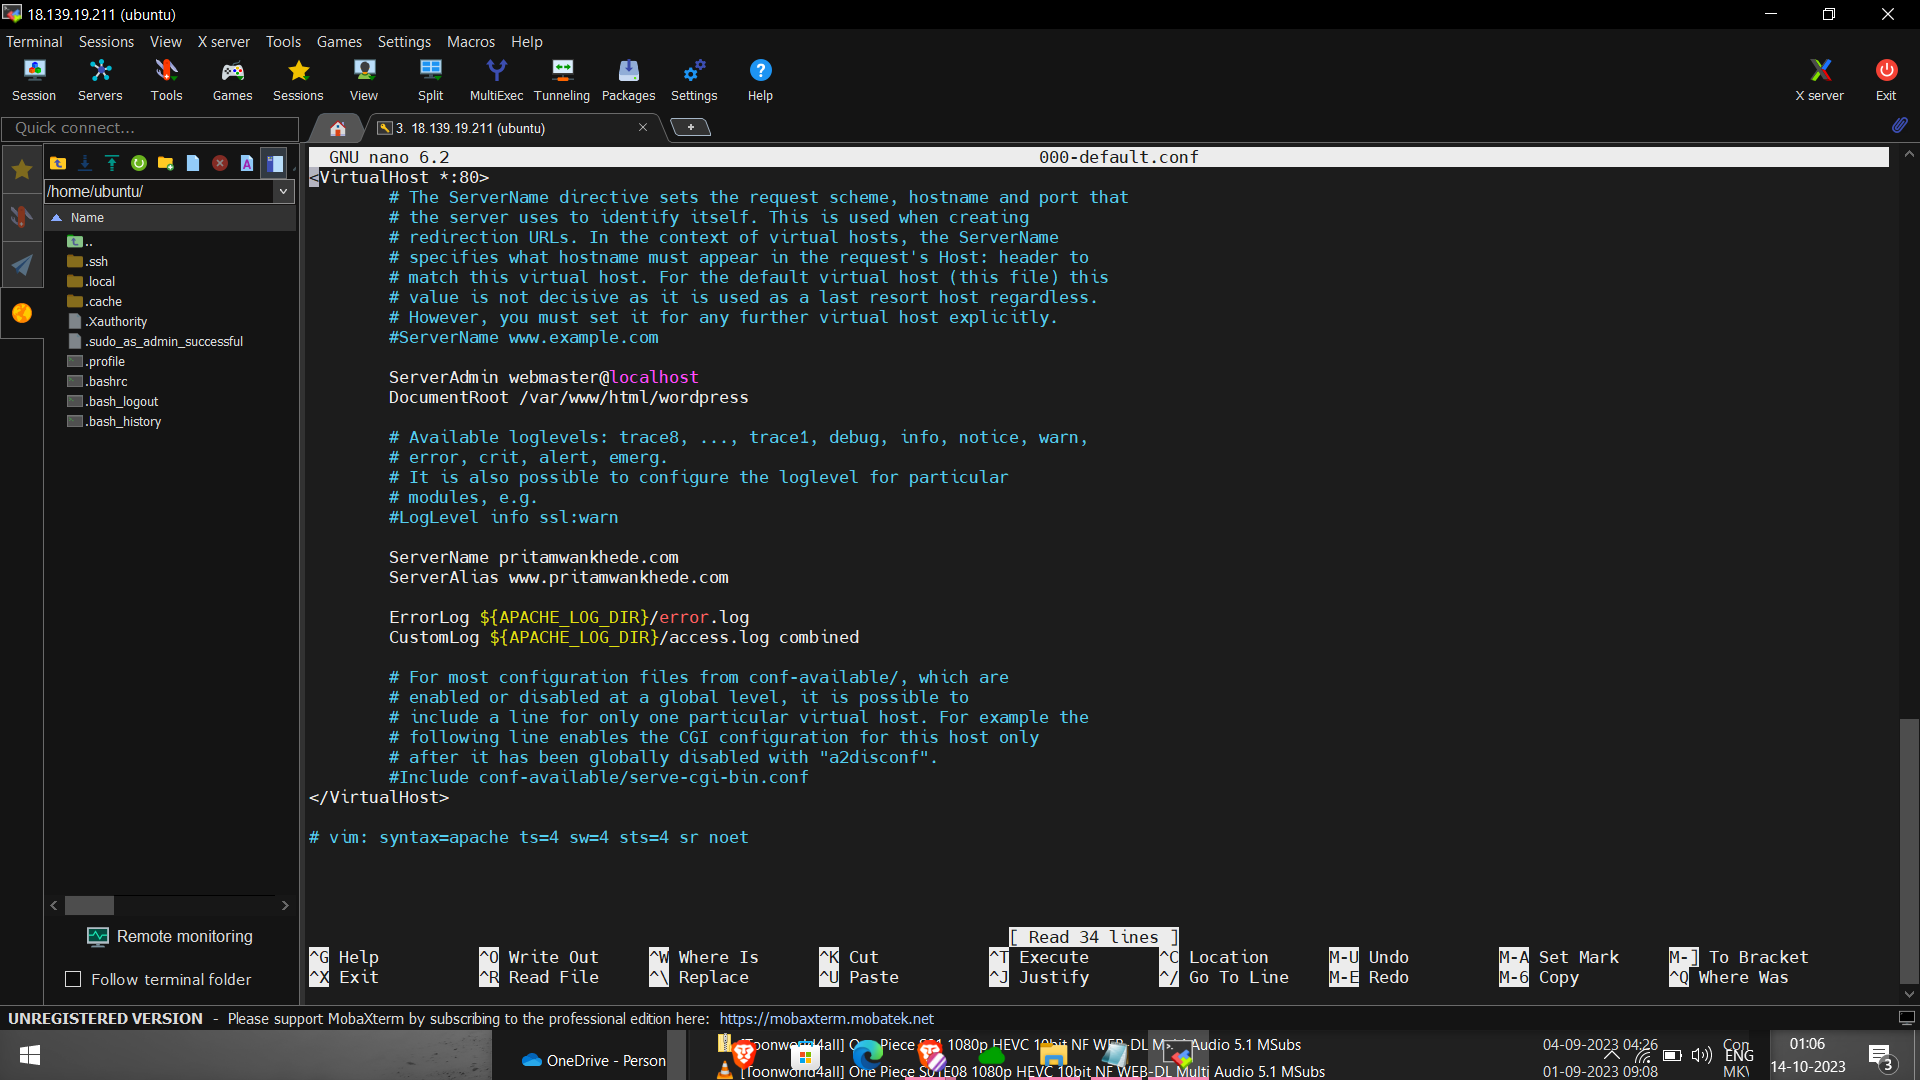 18.139.19.211 (ubuntu)
Terminal Sessions View X server Tools Games Settings Macros Help
Session Servers Tools Games Sessions View Split MultiExec Tunneling Packages Settings Help X server Exit
Quick connect...
3. 18.139.19.211 (ubuntu)
/home/ubuntu/
Name
..
.ssh
.local
.cache
.Xauthority
.sudo_as_admin_successful
.profile
.bashrc
.bash_logout
.bash_history
Remote monitoring
Follow terminal folder
GNU nano 6.2 000-default.conf
<VirtualHost *:80>
# The ServerName directive sets the request scheme, hostname and port that
# the server uses to identify itself. This is used when creating
# redirection URLs. In the context of virtual hosts, the ServerName
# specifies what hostname must appear in the request's Host: header to
# match this virtual host. For the default virtual host (this file) this
# value is not decisive as it is used as a last resort host regardless.
# However, you must set it for any further virtual host explicitly.
#ServerName www.example.com
ServerAdmin webmaster@localhost
DocumentRoot /var/www/html/wordpress
# Available loglevels: trace8, ..., trace1, debug, info, notice, warn,
# error, crit, alert, emerg.
# It is also possible to configure the loglevel for particular
# modules, e.g.
#LogLevel info ssl:warn
ServerName pritamwankhede.com
ServerAlias www.pritamwankhede.com
ErrorLog ${APACHE_LOG_DIR}/error.log
CustomLog ${APACHE_LOG_DIR}/access.log combined
# For most configuration files from conf-available/, which are
# enabled or disabled at a global level, it is possible to
# include a line for only one particular virtual host. For example the
# following line enables the CGI configuration for this host only
# after it has been globally disabled with "a2disconf".
#Include conf-available/serve-cgi-bin.conf
</VirtualHost>
# vim: syntax=apache ts=4 sw=4 sts=4 sr noet
[ Read 34 lines ]
^G Help ^O Write Out ^W Where Is ^K Cut ^T Execute ^C Location M-U Undo M-A Set Mark M-] To Bracket
^X Exit ^R Read File ^\ Replace ^U Paste ^J Justify ^/ Go To Line M-E Redo M-6 Copy ^Q Where Was
UNREGISTERED VERSION - Please support MobaXterm by subscribing to the professional edition here: https://mobaxterm.mobatek.net
OneDrive - Person
Piece 1080p HEVC 10bit NF Audio 5.1 MSubs 04-09-2023 04:26
One Piece S01E08 1080p HEVC 10bit NF WEB-DL Multi Audio 5.1 MSubs 01-09-2023 09:08
ENG
01:06
14-10-2023
3